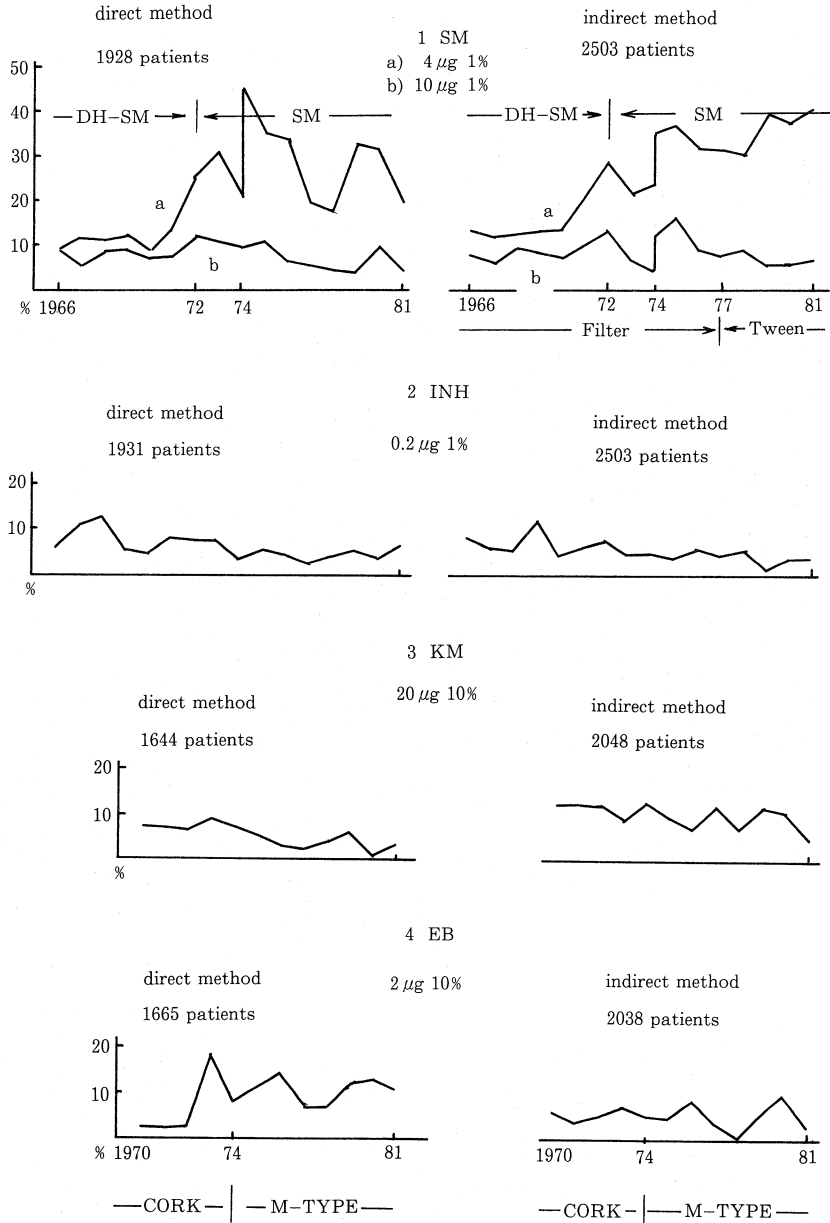 direct method
1928 patients
1 SM
a) 4 μg 1%
b) 10 μg 1%
indirect method
2503 patients
50
40
30
20
10
DH-SM
SM
a
b
% 1966
72
74
81
DH-SM
SM
a
b
1966
72
74
77
81
Filter
Tween
2 INH
direct method
1931 patients
0.2 μg 1%
indirect method
2503 patients
20
10
%
3 KM
direct method
1644 patients
20 μg 10%
indirect method
2048 patients
20
10
%
4 EB
direct method
1665 patients
2 μg 10%
indirect method
2038 patients
20
10
% 1970
74
81
1970
74
81
CORK
M-TYPE
CORK
M-TYPE